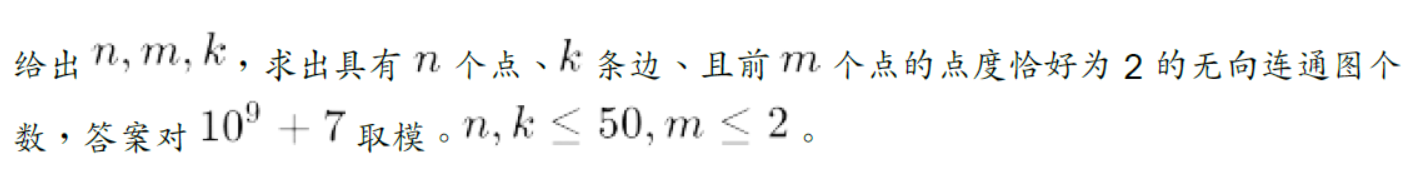 给出 n, m, k，求出具有 n 个点、k 条边、且前 m 个点的点度恰好为 2 的无向连通图个
数，答案对 10^9 + 7 取模。n, k ≤ 50, m ≤ 2 。